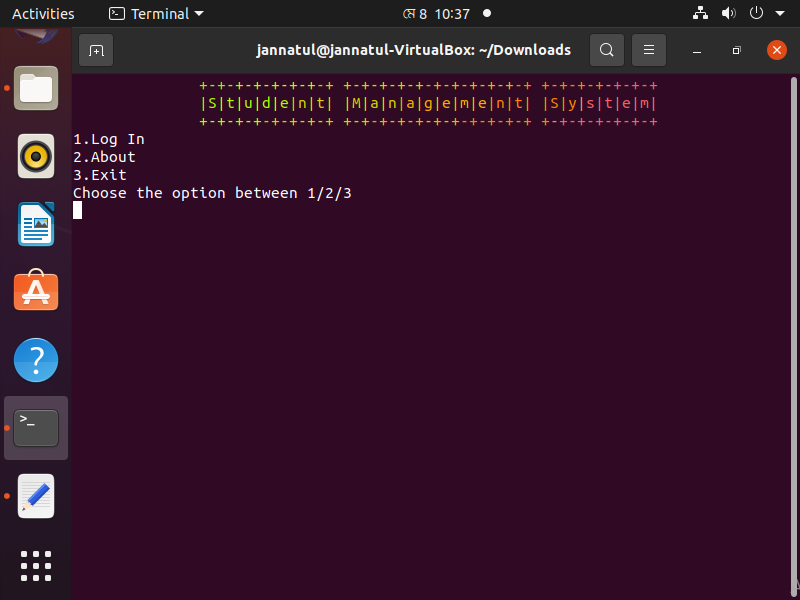 Activities Terminal মে 8 10:37
jannatul@jannatul-VirtualBox: ~/Downloads
+-+-+-+-+-+-+-+ +-+-+-+-+-+-+-+-+-+-+ +-+-+-+-+-+-+
|S|t|u|d|e|n|t| |M|a|n|a|g|e|m|e|n|t| |S|y|s|t|e|m|
+-+-+-+-+-+-+-+ +-+-+-+-+-+-+-+-+-+-+ +-+-+-+-+-+-+
1.Log In
2.About
3.Exit
Choose the option between 1/2/3